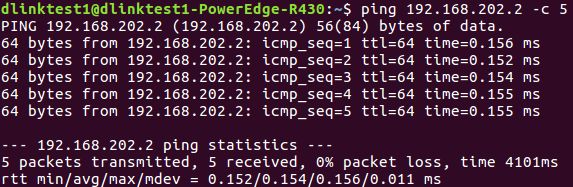 dlinktest1@dlinktest1-PowerEdge-R430:~$ ping 192.168.202.2 -c 5
PING 192.168.202.2 (192.168.202.2) 56(84) bytes of data.
64 bytes from 192.168.202.2: icmp_seq=1 ttl=64 time=0.156 ms
64 bytes from 192.168.202.2: icmp_seq=2 ttl=64 time=0.152 ms
64 bytes from 192.168.202.2: icmp_seq=3 ttl=64 time=0.154 ms
64 bytes from 192.168.202.2: icmp_seq=4 ttl=64 time=0.155 ms
64 bytes from 192.168.202.2: icmp_seq=5 ttl=64 time=0.155 ms

--- 192.168.202.2 ping statistics ---
5 packets transmitted, 5 received, 0% packet loss, time 4101ms
rtt min/avg/max/mdev = 0.152/0.154/0.156/0.011 ms